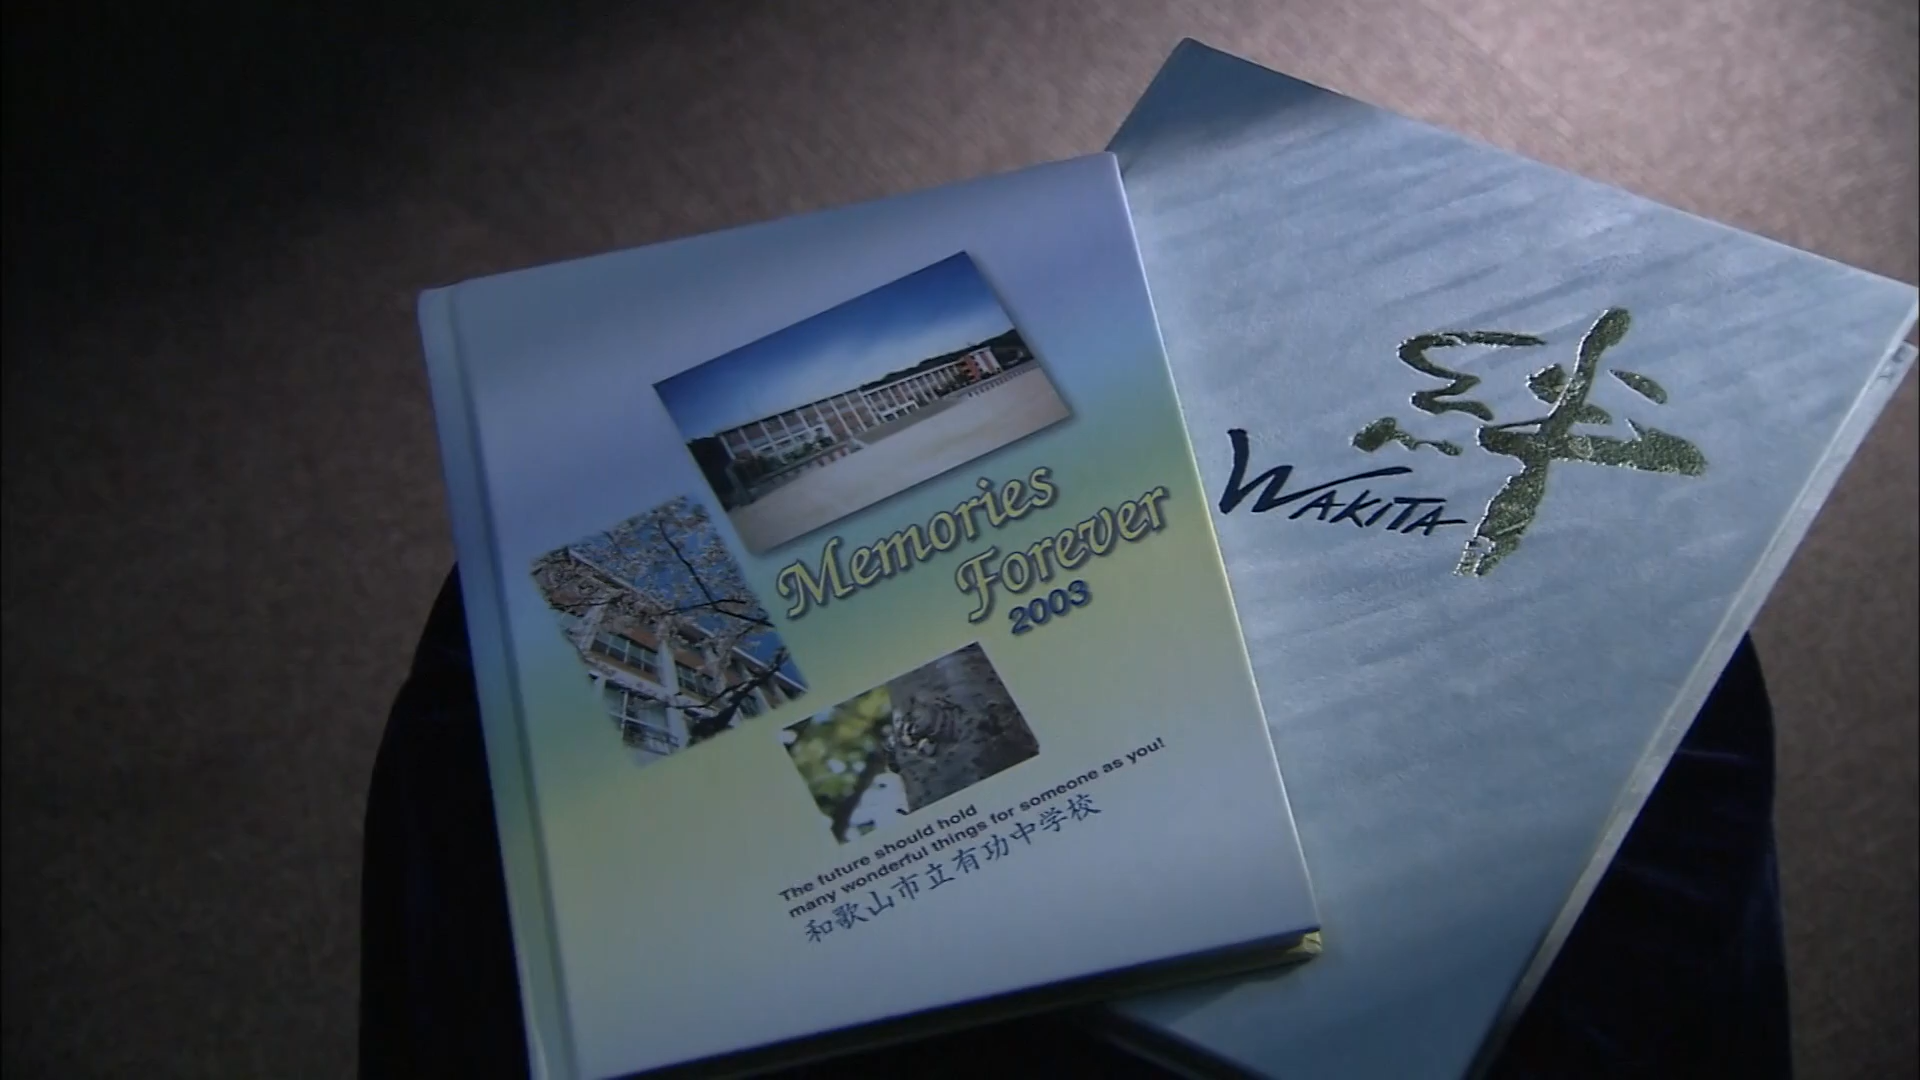 Memories
Forever
2003
The future should hold
many wonderful things for someone as you!
和歌山市立有功中学校
絆
WAKITA